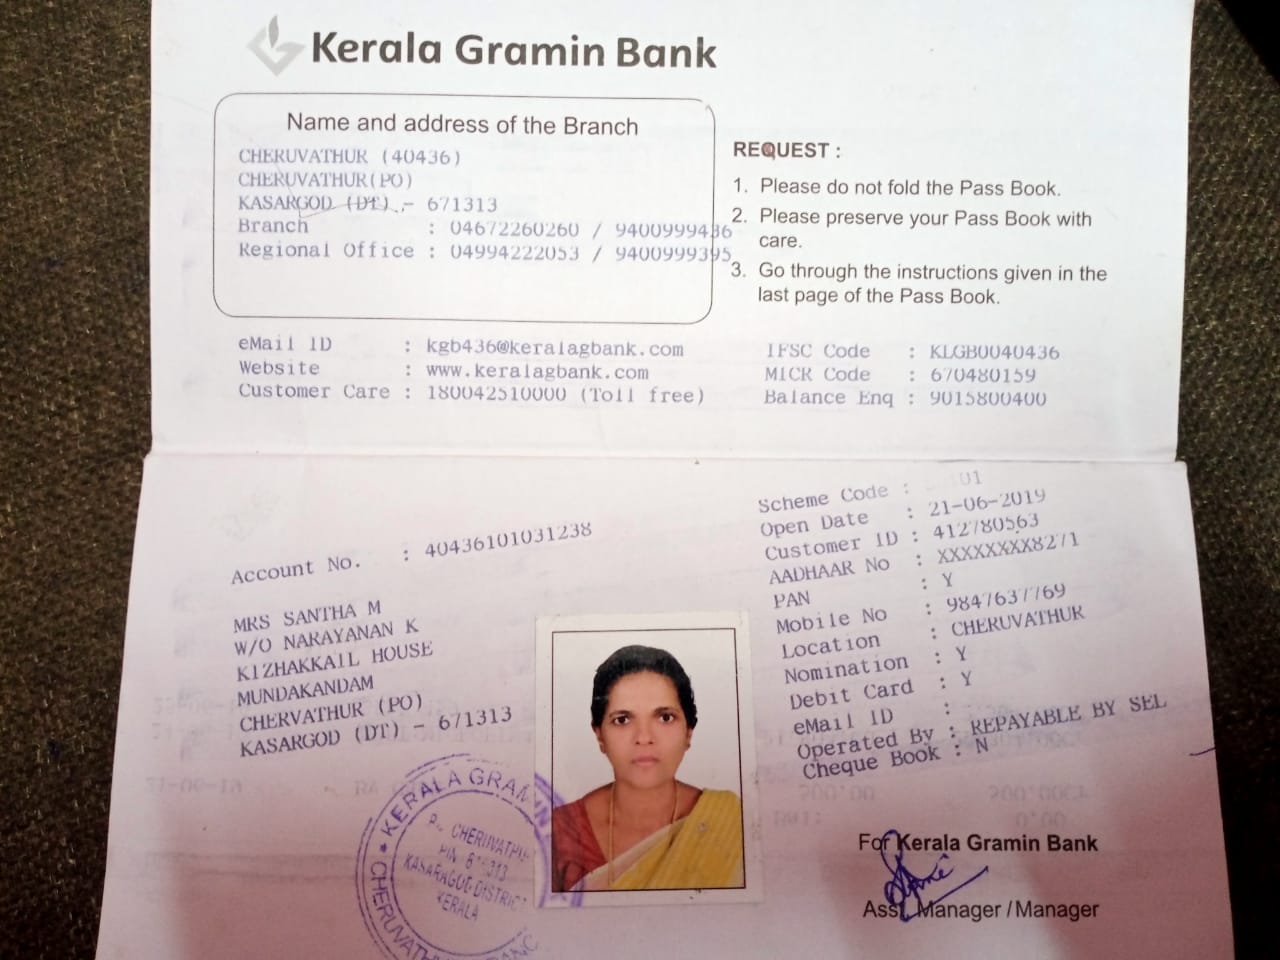 Kerala Gramin Bank
Name and address of the Branch
CHERUVATHUR (40436)
CHERUVATHUR(PO)
KASARGOD (DT) - 671313
Branch : 04672260260 / 9400999436
Regional Office : 04994222053 / 9400999395
REQUEST :
1. Please do not fold the Pass Book.
2. Please preserve your Pass Book with
care.
3. Go through the instructions given in the
last page of the Pass Book.
eMail ID : kgb436@keralagbank.com
Website : www.keralagbank.com
Customer Care : 180042510000 (Toll free)
IFSC Code : KLGB0040436
MICR Code : 670480159
Balance Enq : 9015800400
Account No. : 40436101031238
MRS SANTHA M
W/O NARAYANAN K
KIZHAKKAIL HOUSE
MUNDAKANDAM
CHERVATHUR (PO)
KASARGOD (DT) - 671313
Scheme Code :
Open Date : 21-06-2019
Customer ID : 412780563
AADHAAR No : XXXXXXXX8271
PAN : Y
Mobile No : 9847637769
Location : CHERUVATHUR
Nomination : Y
Debit Card : Y
eMail ID :
Operated By : REPAYABLE BY SEL
Cheque Book : N
KERALA GRAMIN
CHERUVATHUR
KASARAGOD DISTRICT
KERALA
For Kerala Gramin Bank
Asst. Manager / Manager